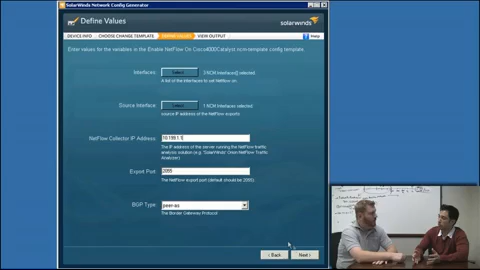 SolarWinds Network Config Generator
Define Values
solarwinds
DEVICE INFO
CHOOSE CHANGE TEMPLATE
DEFINE VALUES
VIEW OUTPUT
Help
Enter values for the variables in the Enable NetFlow On Cisco4000Catalyst ncm-template config template.
Interfaces:
Select
3 NCM Interfaces[] selected.
A list of the interfaces to set Netflow on.
Source Interface:
Select
1 NCM Interfaces selected.
source IP address of the NetFlow exports
NetFlow Collector IP Address:
10.199.1.1
The IP address of the server running the NetFlow traffic
analysis solution (e.g. "SolarWinds' Orion NetFlow Traffic
Analyzer)
Export Port:
2055
The NetFlow export port (default should be 2055)
BGP Type:
peer-as
The Border Gateway Protocol
< Back
Next >